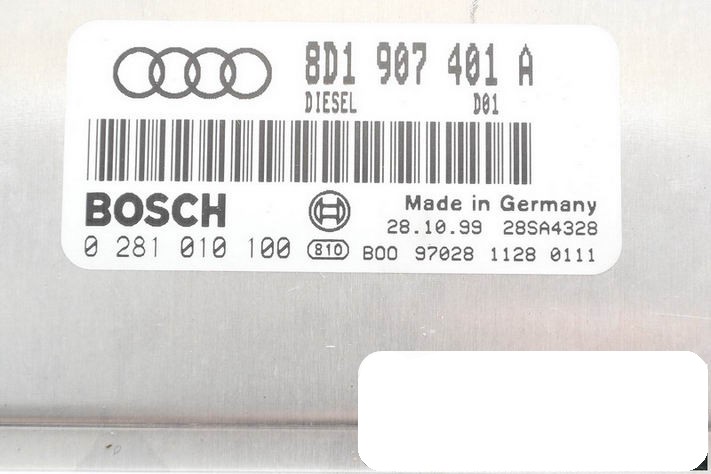 8D1 907 401 A
DIESEL D01
BOSCH
Made in Germany
28.10.99 28SA4328
0 281 010 100 810 B00 97028 1128 0111